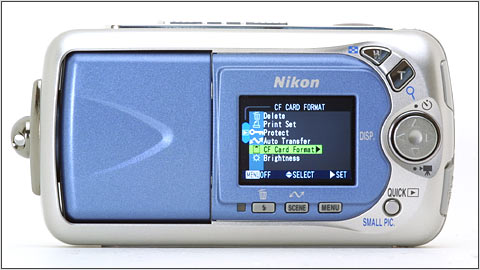 W
T
Nikon
CF CARD FORMAT
Delete
Print Set
Protect
Auto Transfer
CF Card Format
Brightness
MENU OFF SELECT SET
DISP.
QUICK
SCENE MENU
SMALL PIC.